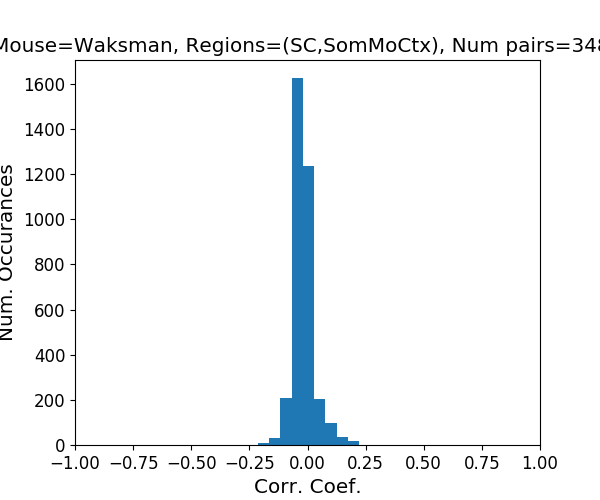 Mouse=Waksman, Regions=(SC,SomMoCtx), Num pairs=348
Num. Occurances
1600
1400
1200
1000
800
600
400
200
0
−1.00 −0.75 −0.50 −0.25 0.00 0.25 0.50 0.75 1.00
Corr. Coef.